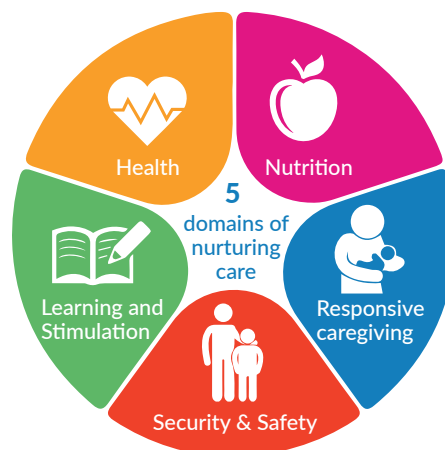 Health
Nutrition
5
domains of
nurturing
care
Learning and
Stimulation
Responsive
caregiving
Security & Safety